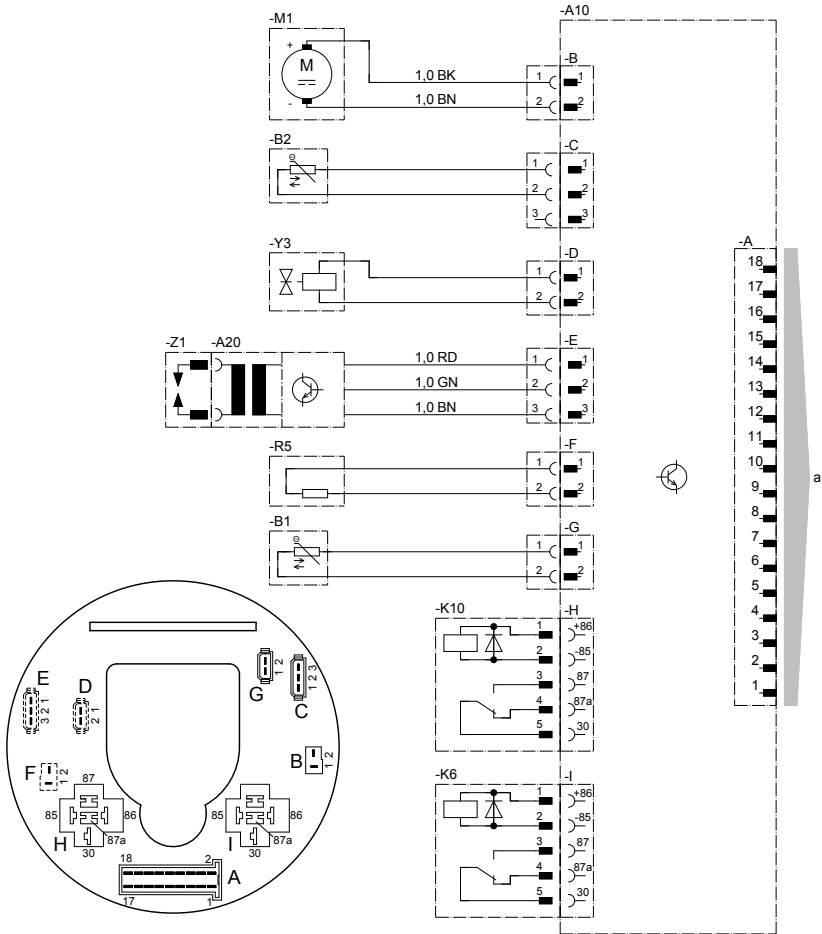 -A10
-M1
+
M
-
1,0 BK
1,0 BN
-B
1 1
2 2
-B2
ϑ
-C
1 1
2 2
3 3
-Y3
-D
1 1
2 2
-A
18
17
16
15
14
13
12
11
10
9
8
7
6
5
4
3
2
1
a
-Z1 -A20
1,0 RD
1,0 GN
1,0 BN
-E
1 1
2 2
3 3
-R5
-F
1 1
2 2
-B1
ϑ
-G
1 1
2 2
-K10
-H
1 +86
2 -85
3 87
4 87a
5 30
-K6
-I
1 +86
2 -85
3 87
4 87a
5 30
E
3 2 1
D
2 1
G
1 2
C
1 2 3
B
1 2
F
1 2
87
85 86
87a
H
30
85 86
87a
I
30
18 2
A
17 1